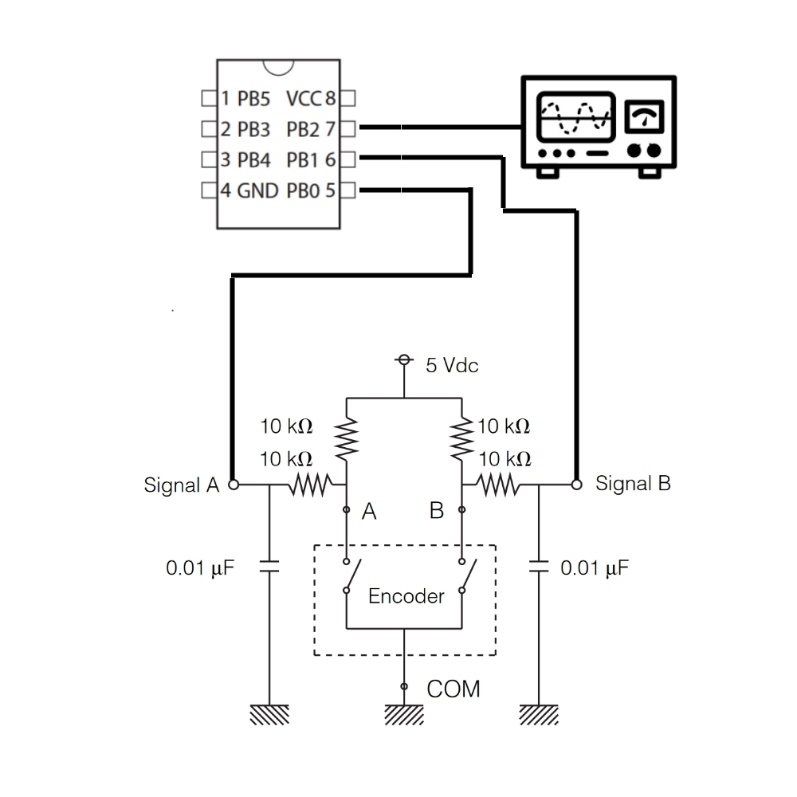 1 PB5 VCC 8
2 PB3 PB2 7
3 PB4 PB1 6
4 GND PB0 5
5 Vdc
10 kΩ 10 kΩ
10 kΩ 10 kΩ
Signal A Signal B
A B
0.01 μF 0.01 μF
Encoder
COM